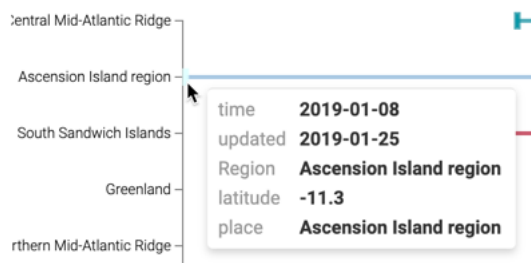 Central Mid-Atlantic Ridge
Ascension Island region
time 2019-01-08
updated 2019-01-25
South Sandwich Islands
Region Ascension Island region
Greenland
latitude -11.3
place Ascension Island region
rthern Mid-Atlantic Ridge